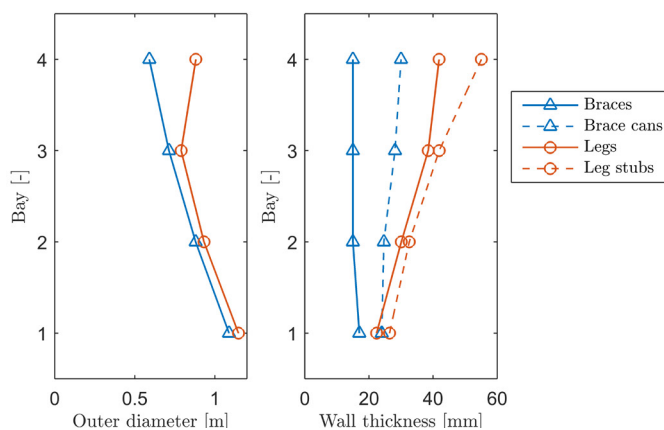 4
3
2
1
Bay [-]
0
0.5
1
Outer diameter [m]
4
3
2
1
Bay [-]
0
20
40
60
Wall thickness [mm]
Braces
Brace cans
Legs
Leg stubs